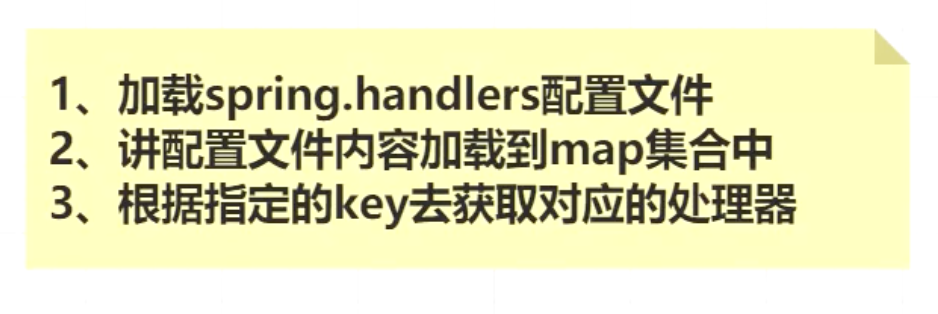 1、加载spring.handlers配置文件
2、讲配置文件内容加载到map集合中
3、根据指定的key去获取对应的处理器